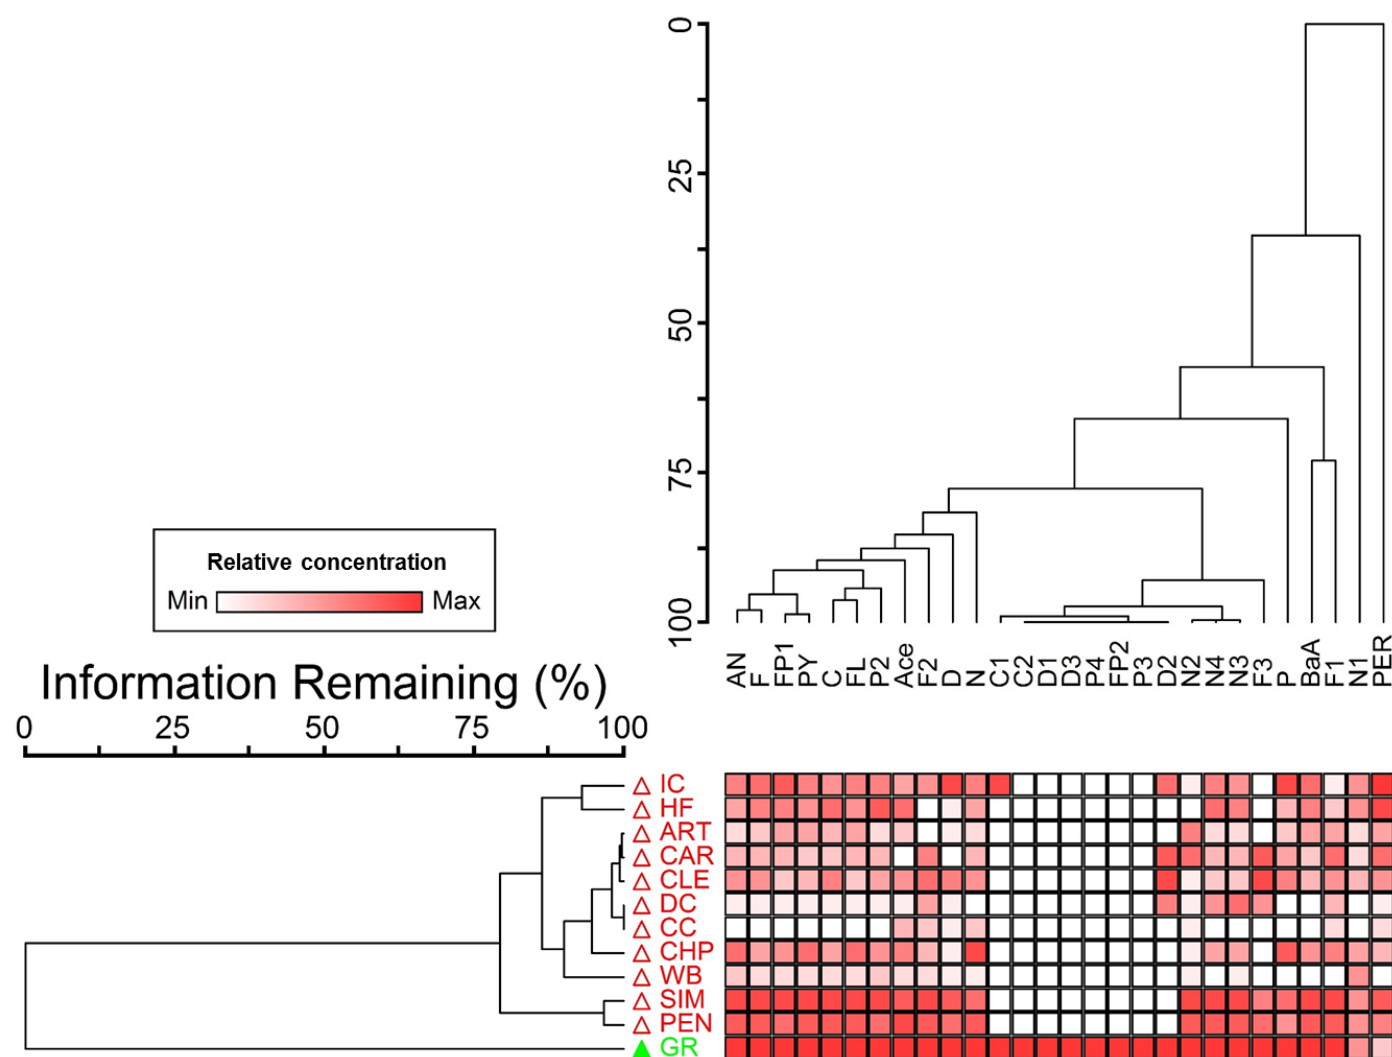 0
25
50
75
100
Relative concentration
Min Max
Information Remaining (%)
0 25 50 75 100
AN F FP1 PY C FL P2 Ace F2 D N C1 C2 D1 D3 P4 FP2 P3 D2 N2 N4 N3 F3 P BaA F1 N1 PER
IC
HF
ART
CAR
CLE
DC
CC
CHP
WB
SIM
PEN
GR